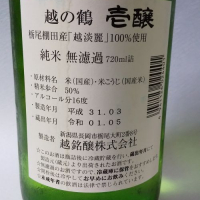 越の鶴 壱醸
栃尾棚田産「越淡麗」100%使用
純米 無濾過 720ml詰
・原材料名 米(国産)・米こうじ(国産米)
・精米歩合 50%
・アルコール分16度
・製造年月 平成 31.03
・蔵出年月 令和 01.05
新潟県長岡市栃尾大町2番8号
製造者 越銘醸株式会社